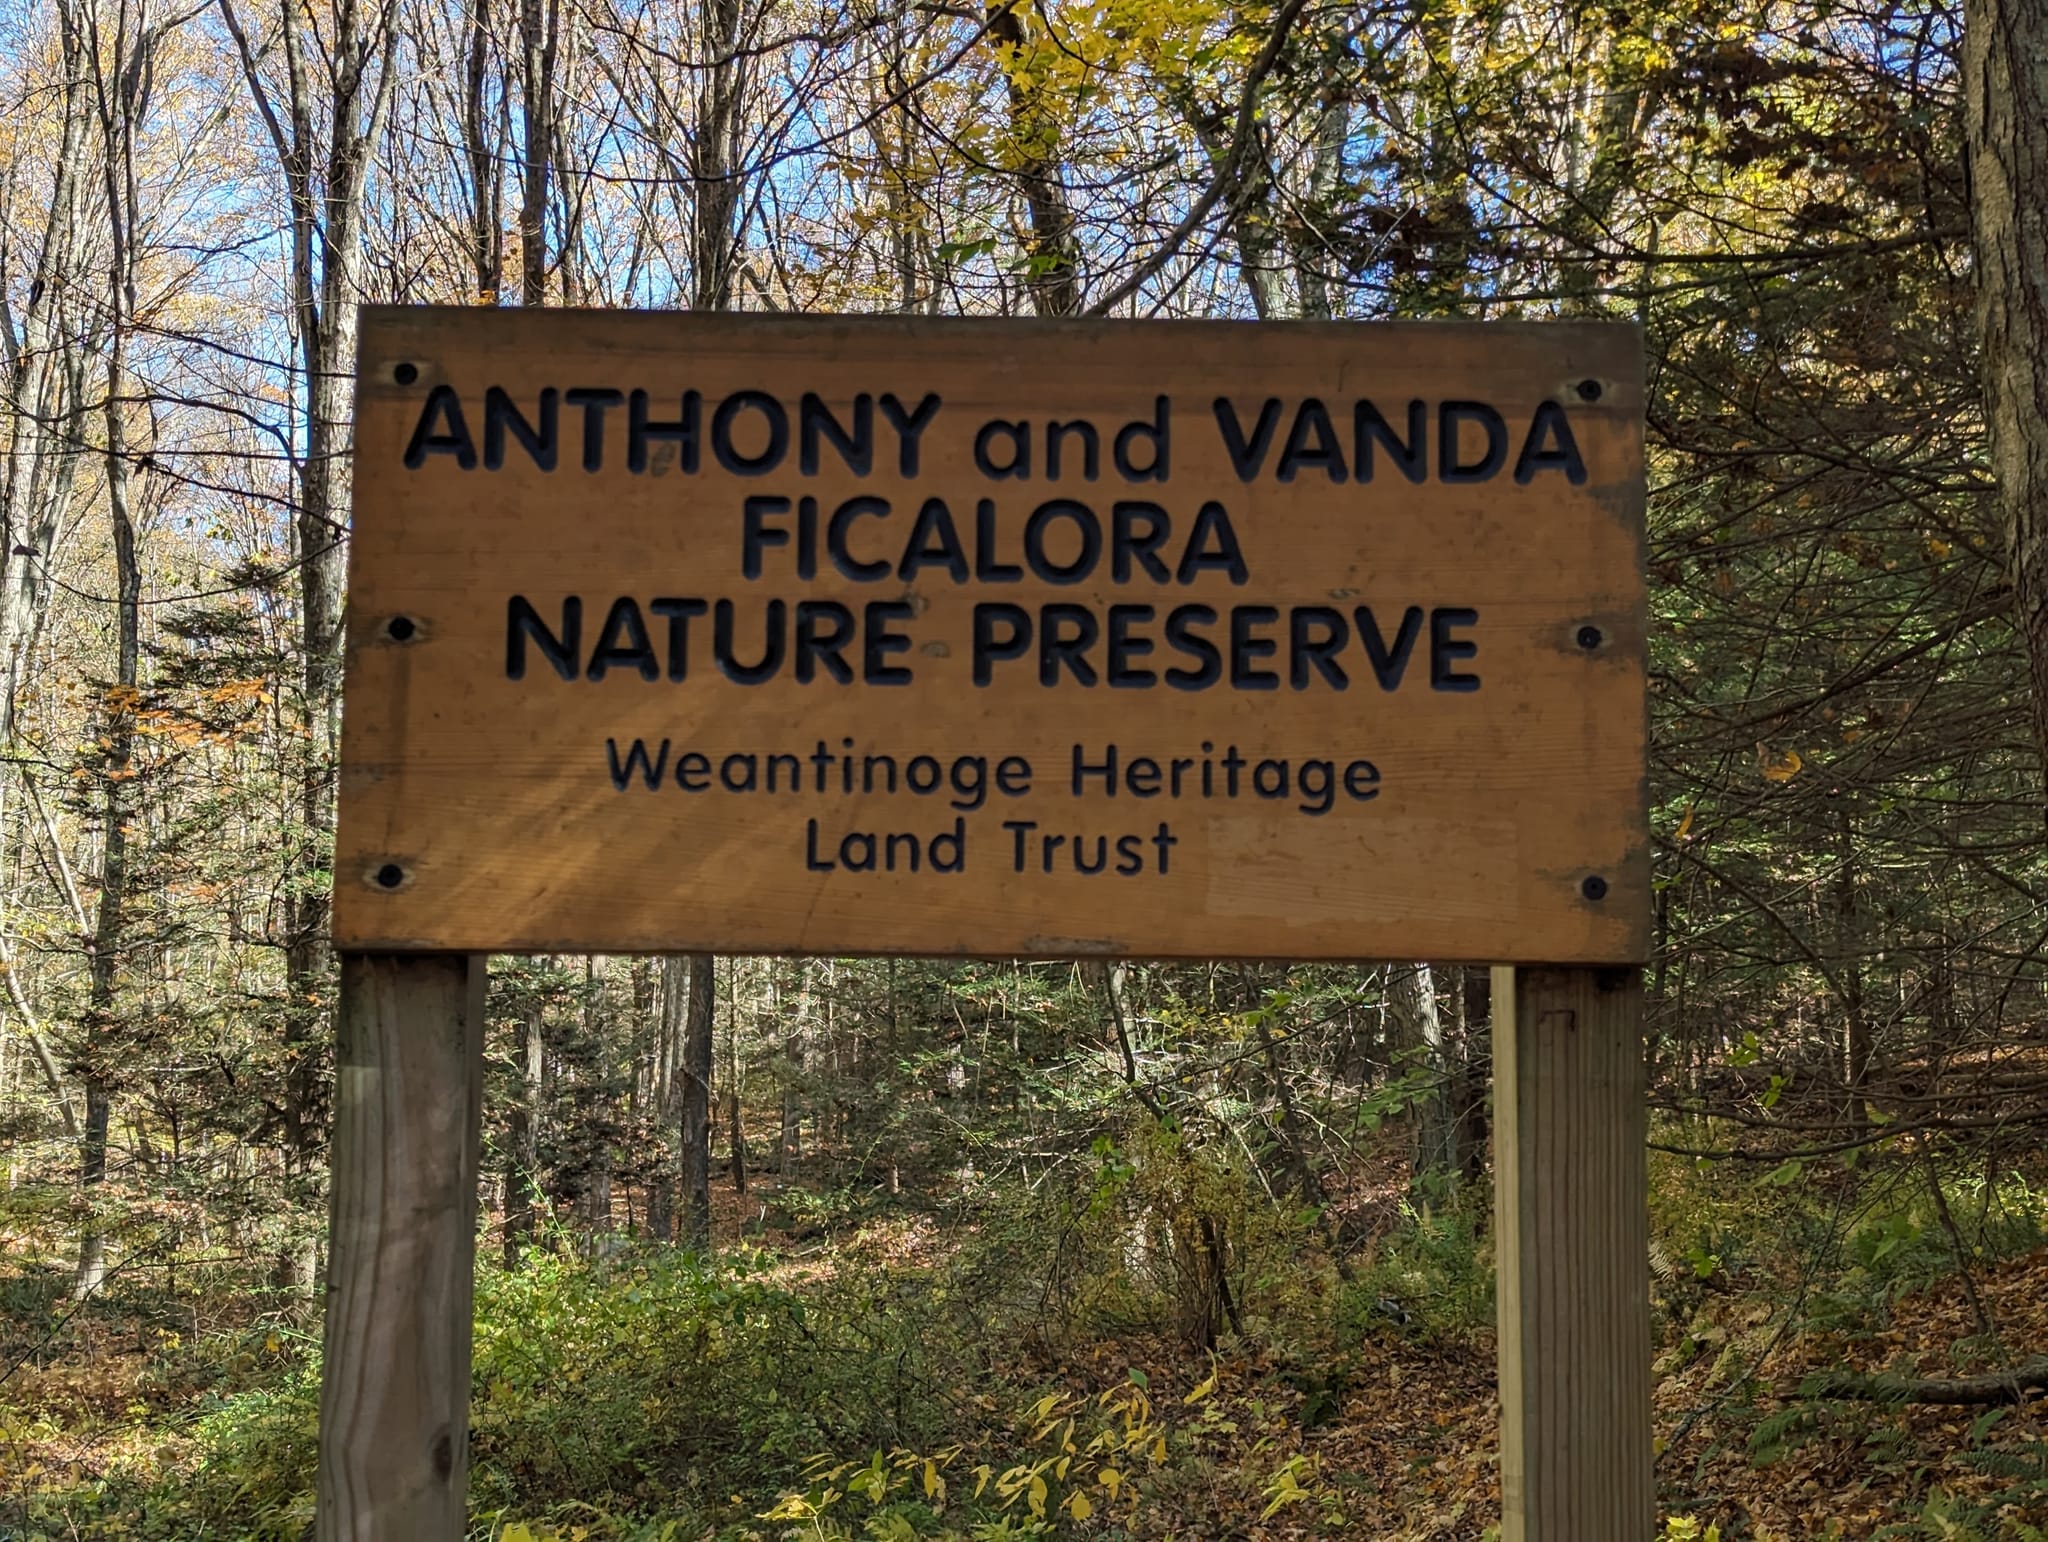 ANTHONY and VANDA
FICALORA
NATURE PRESERVE
Weantinoge Heritage
Land Trust